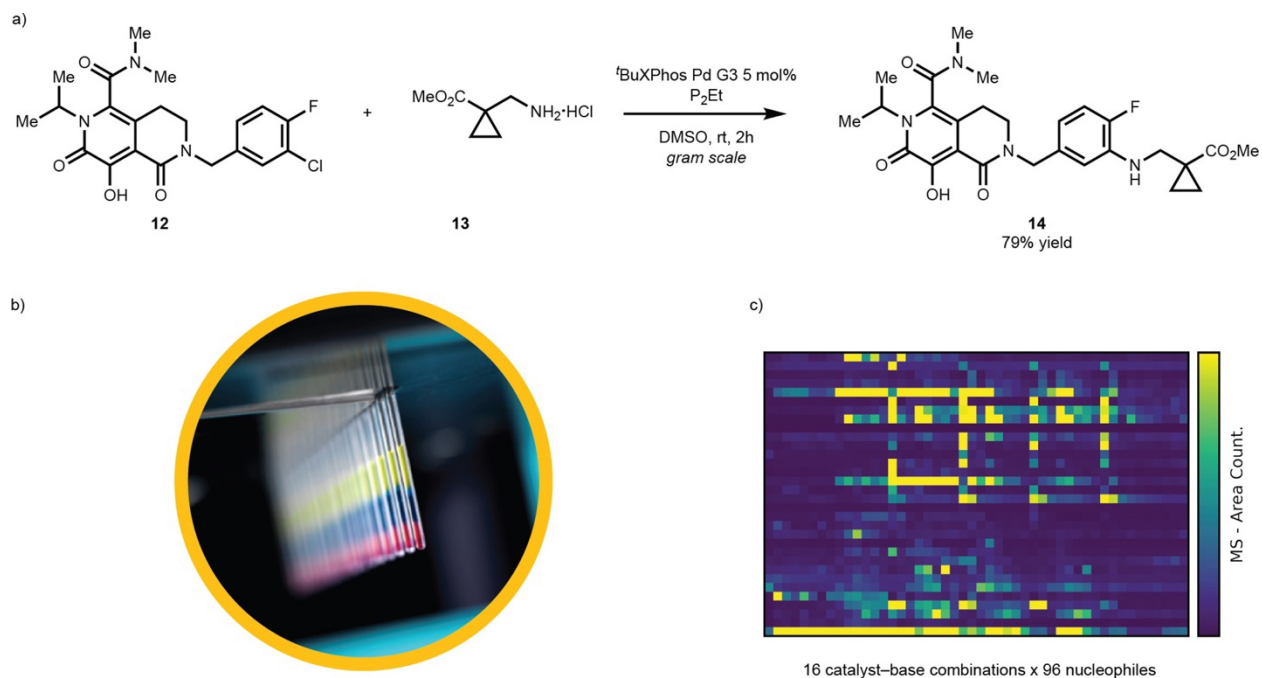 a)
O
N
Me
Me
Me
Me
N
O
OH
O
N
F
Cl
12
+
MeO₂C
NH₂•HCl
13
ᵗBuXPhos Pd G3 5 mol%
P₂Et
DMSO, rt, 2h
gram scale
O
N
Me
Me
Me
Me
N
O
OH
O
N
F
N
H
CO₂Me
14
79% yield
b)
c)
MS - Area Count.
16 catalyst–base combinations x 96 nucleophiles